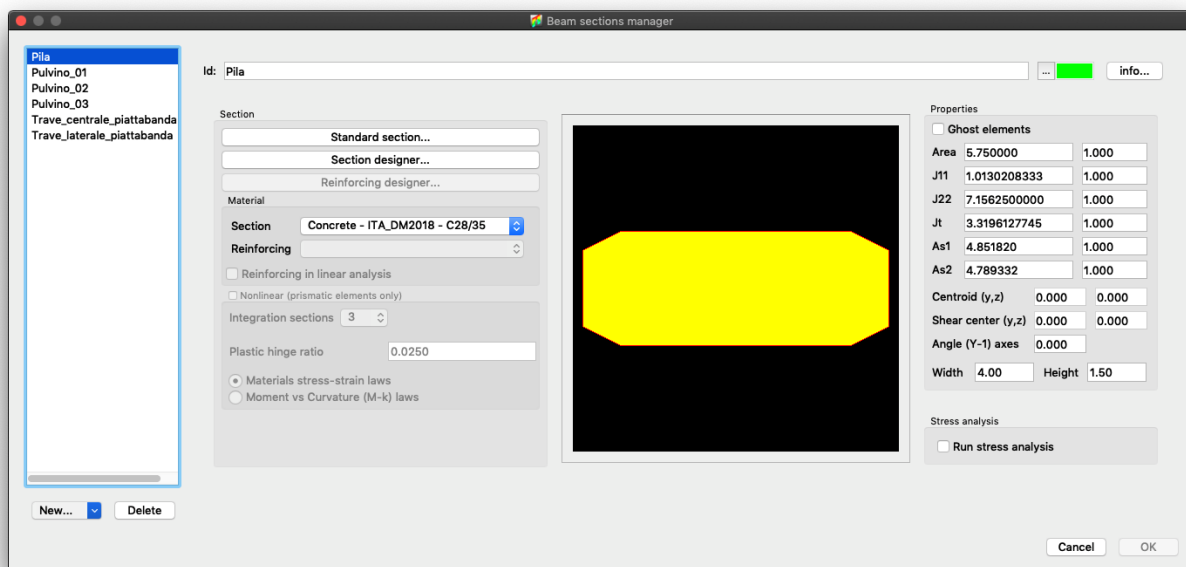 Beam sections manager
Pila
Pulvino_01
Pulvino_02
Pulvino_03
Trave_centrale_piattabanda
Trave_laterale_piattabanda
New...
Delete
Id: Pila ... info...
Section
Standard section...
Section designer...
Reinforcing designer...
Material
Section Concrete - ITA_DM2018 - C28/35
Reinforcing
Reinforcing in linear analysis
Nonlinear (prismatic elements only)
Integration sections 3
Plastic hinge ratio 0.0250
Materials stress-strain laws
Moment vs Curvature (M-k) laws
Properties
Ghost elements
Area 5.750000 1.000
J11 1.0130208333 1.000
J22 7.1562500000 1.000
Jt 3.3196127745 1.000
As1 4.851820 1.000
As2 4.789332 1.000
Centroid (y,z) 0.000 0.000
Shear center (y,z) 0.000 0.000
Angle (Y-1) axes 0.000
Width 4.00 Height 1.50
Stress analysis
Run stress analysis
Cancel OK